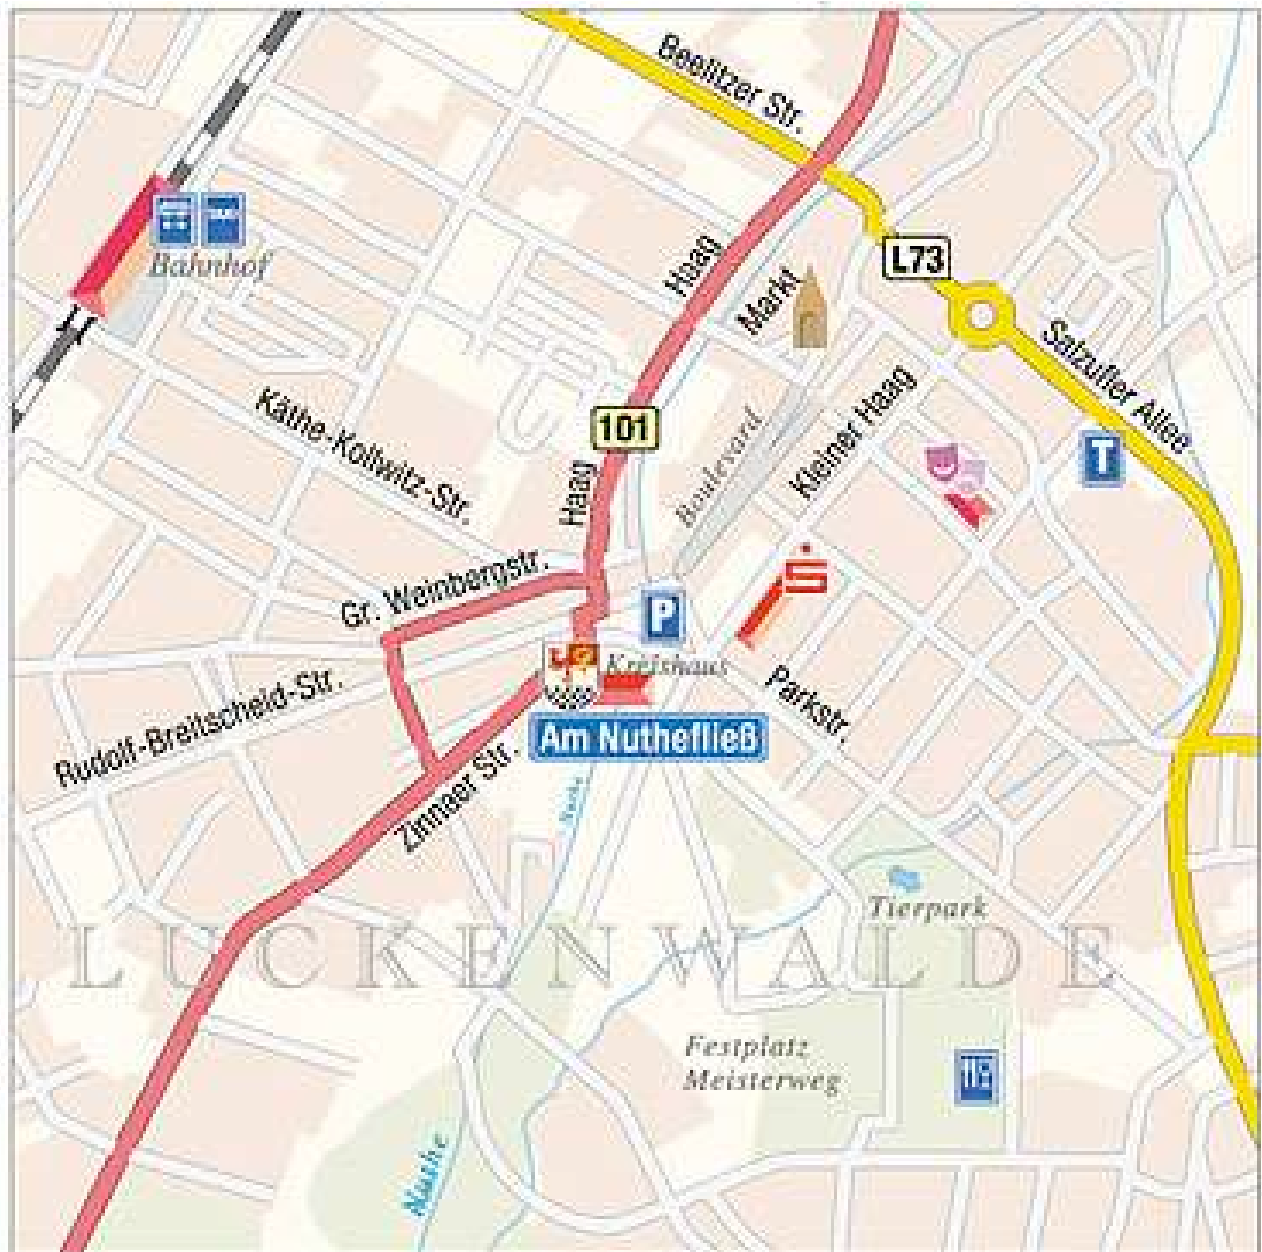 Beelitzer Str.
Bahnhof
Haag
Markt
L73
Salzufler Allee
Käthe-Kollwitz-Str.
101
Haag
Boulevard
Kleiner Haag
T
Gr. Weinbergstr.
P
S
Kreishaus
Rudolf-Breitscheid-Str.
Parkstr.
Am Nuthefließ
Zinnaer Str.
Nuthe
Tierpark
LUCKENWALDE
Festplatz
Meisterweg
Nuthe